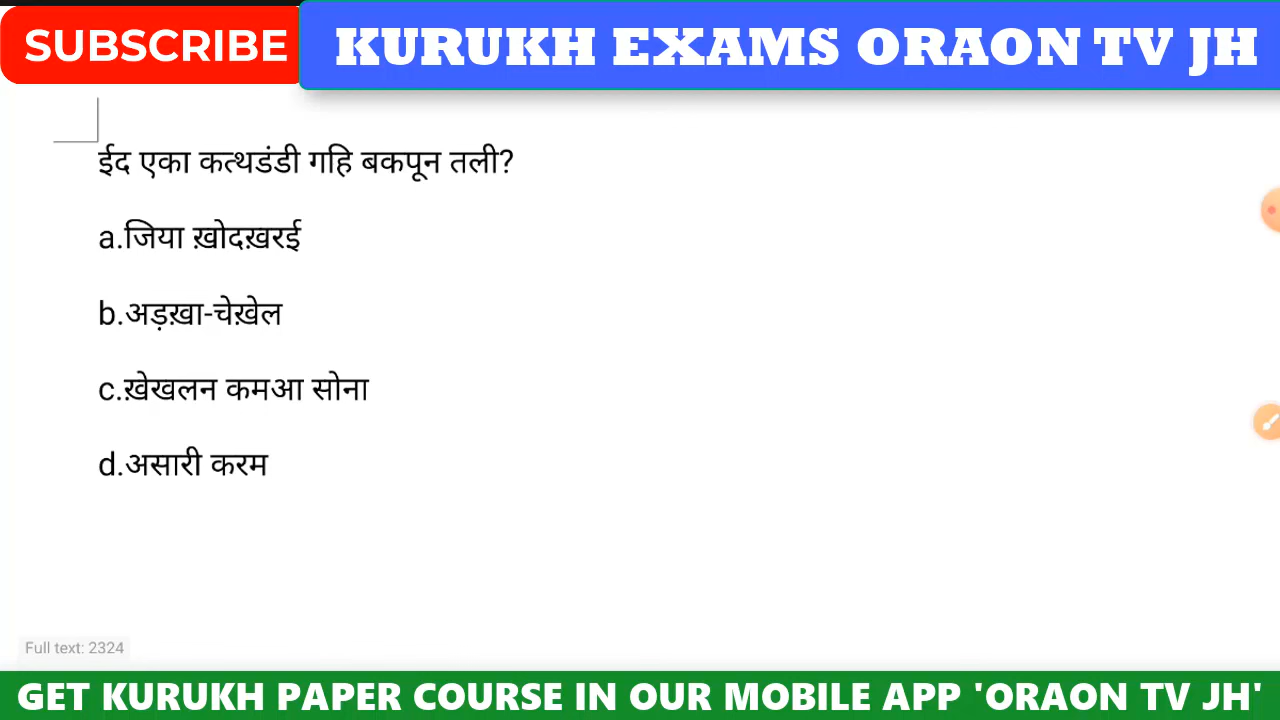 SUBSCRIBE KURUKH EXAMS ORAON TV JH
ईद एका कत्थडंडी गहि बकपून तली?
a.जिया ख़ोदख़रई
b.अड़ख़ा-चेख़ेल
c.ख़ेखलन कमआ सोना
d.असारी करम
Full text: 2324
GET KURUKH PAPER COURSE IN OUR MOBILE APP 'ORAON TV JH'